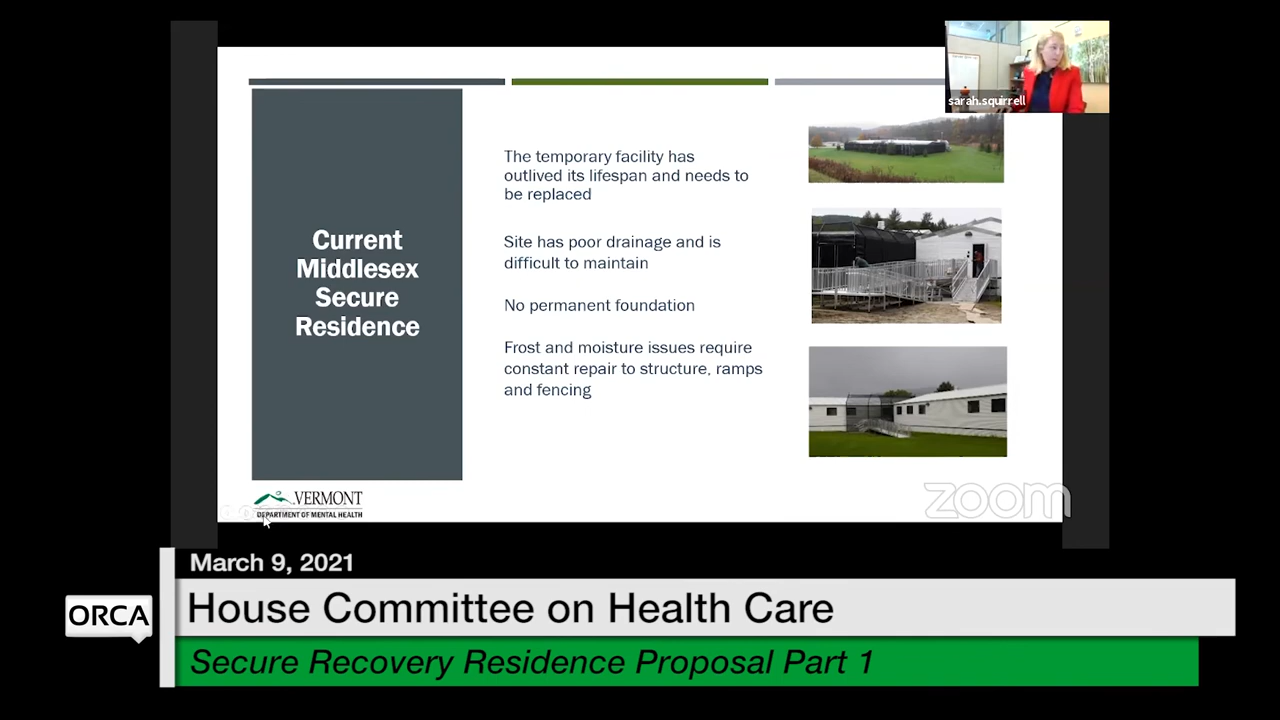 sarah.squirrell
The temporary facility has
outlived its lifespan and needs to
be replaced
Current
Middlesex
Secure
Residence
Site has poor drainage and is
difficult to maintain
No permanent foundation
Frost and moisture issues require
constant repair to structure, ramps
and fencing
VERMONT
DEPARTMENT OF MENTAL HEALTH
zoom
March 9, 2021
ORCA
House Committee on Health Care
Secure Recovery Residence Proposal Part 1